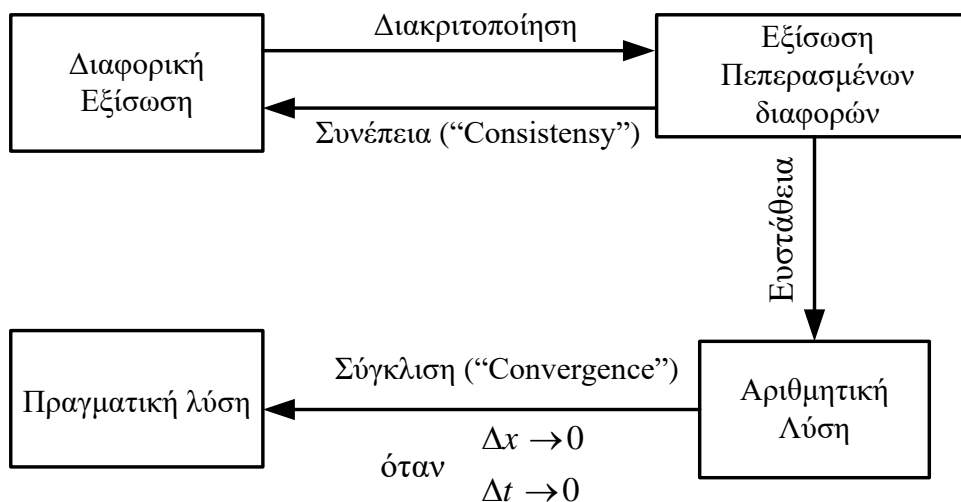 Διακριτοποίηση
Διαφορική
Εξίσωση
Εξίσωση
Πεπερασμένων
διαφορών
Συνέπεια (“Consistensy”)
Ευστάθεια
Πραγματική λύση
Σύγκλιση (“Convergence”)
Αριθμητική
Λύση
όταν
Δx →0
Δt →0